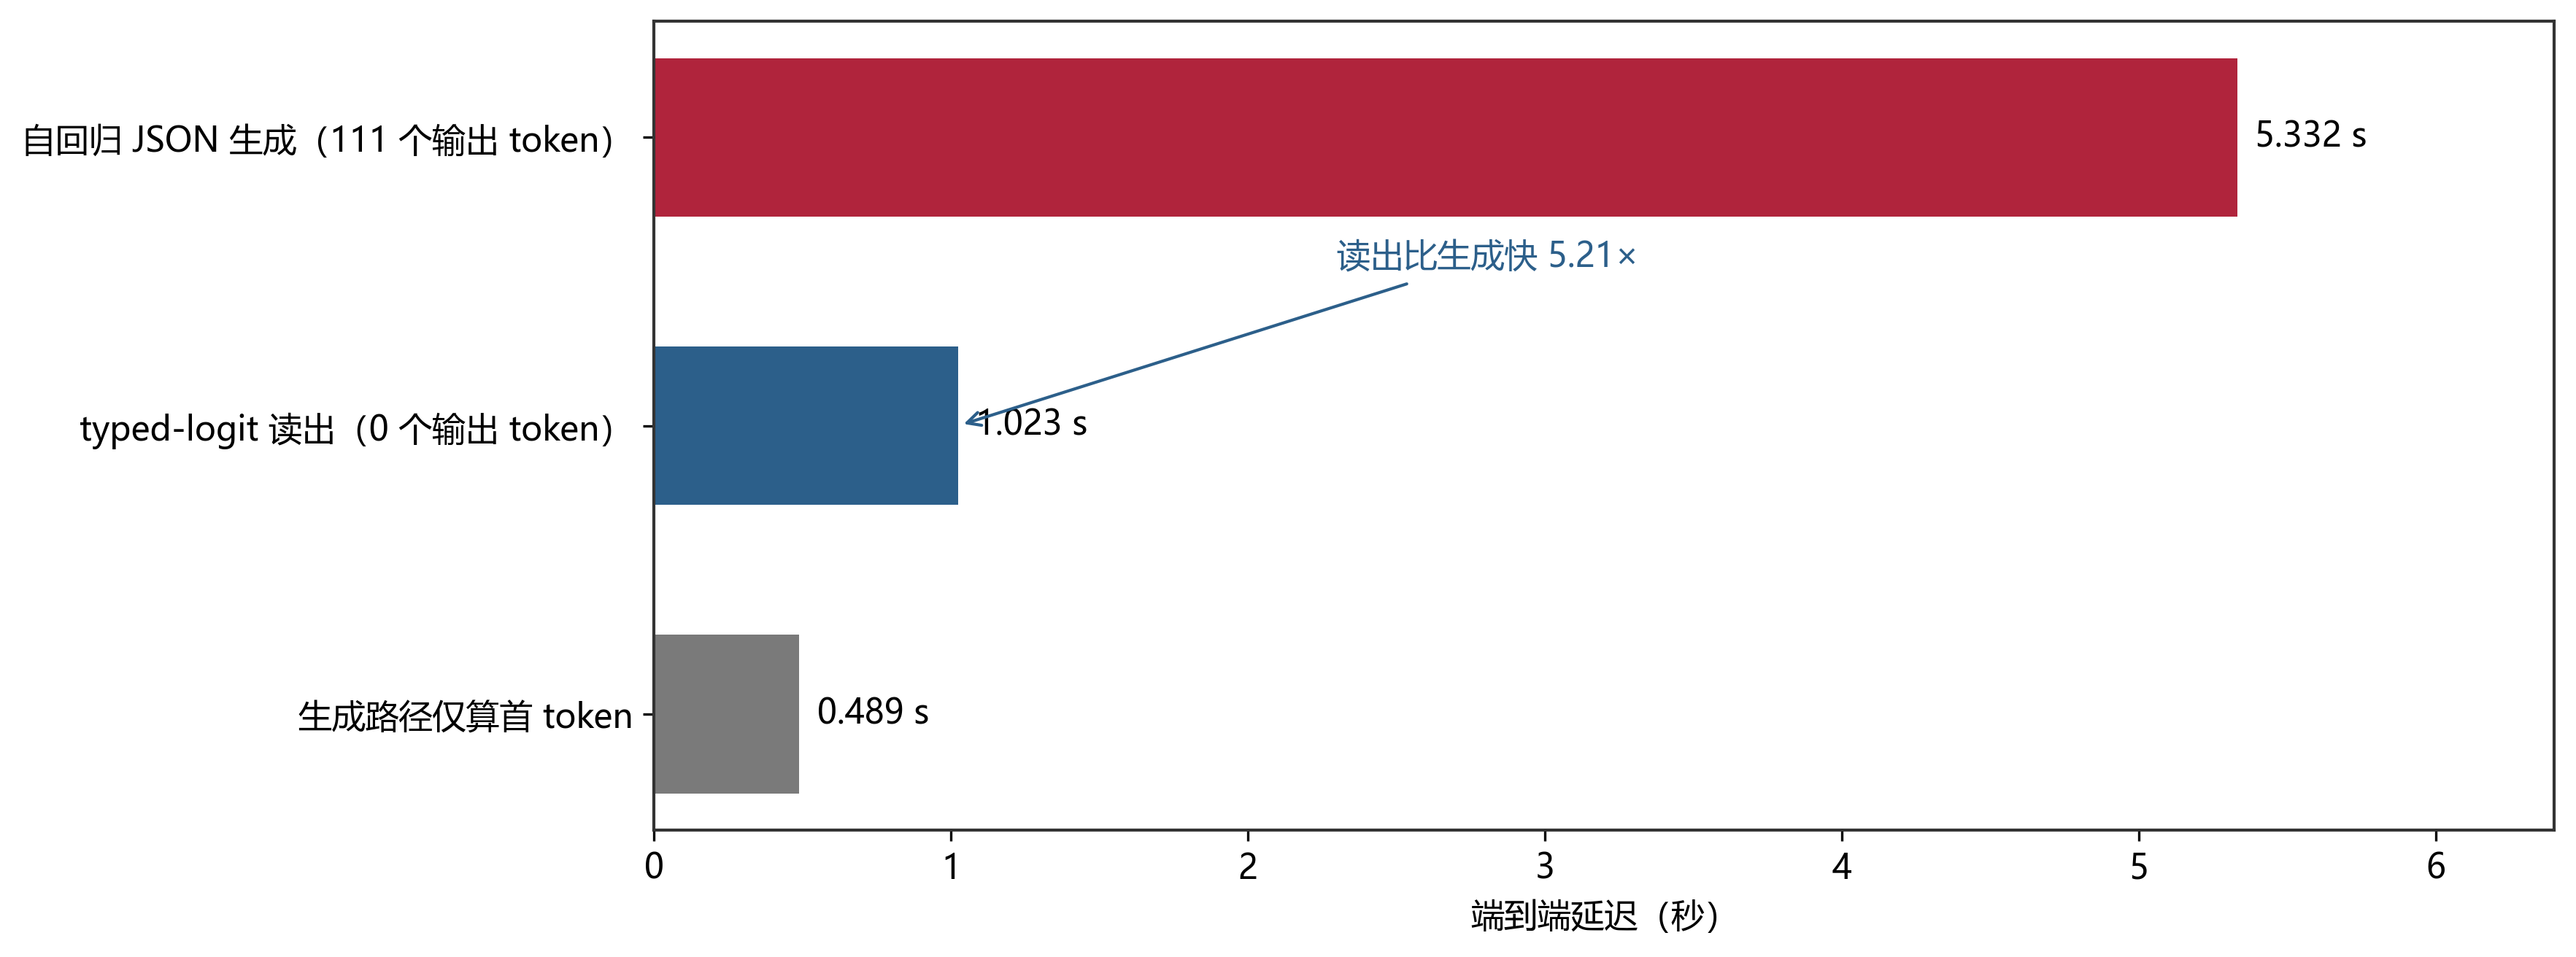 自回归 JSON 生成（111 个输出 token）
5.332 s
读出比生成快 5.21×
typed-logit 读出（0 个输出 token）
1.023 s
生成路径仅算首 token
0.489 s
0 1 2 3 4 5 6
端到端延迟（秒）